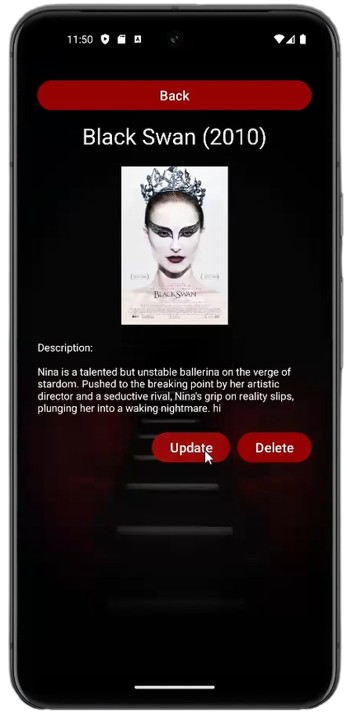 11:50
Back
Black Swan (2010)
BLACK SWAN
Description:
Nina is a talented but unstable ballerina on the verge of
stardom. Pushed to the breaking point by her artistic
director and a seductive rival, Nina's grip on reality slips,
plunging her into a waking nightmare. hi
Update
Delete